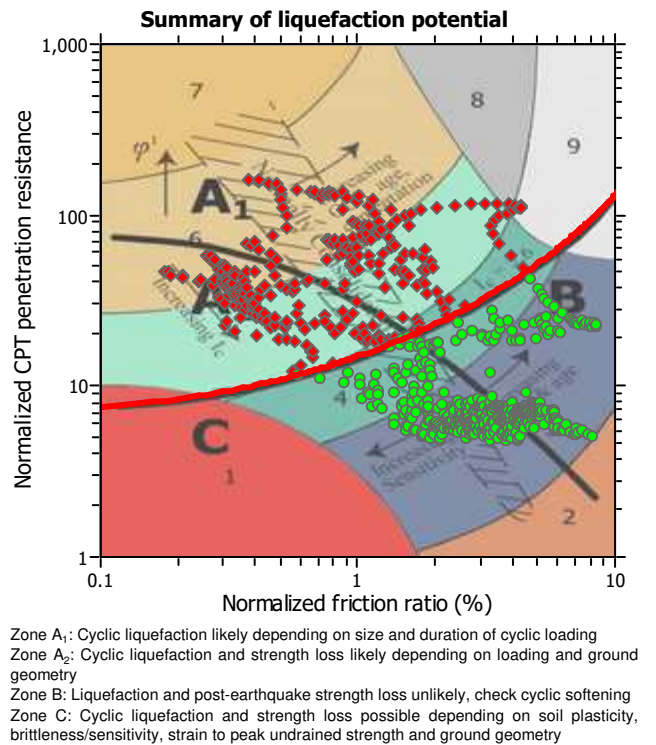 Summary of liquefaction potential
Normalized CPT penetration resistance
1,000
100
10
1
7
8
9
φ'
A1
6
A
B
C
4
1
2
Increasing Ic
Increasing
Sensitivity
0.1
1
10
Normalized friction ratio (%)
Zone A1: Cyclic liquefaction likely depending on size and duration of cyclic loading
Zone A2: Cyclic liquefaction and strength loss likely depending on loading and ground
geometry
Zone B: Liquefaction and post-earthquake strength loss unlikely, check cyclic softening
Zone C: Cyclic liquefaction and strength loss possible depending on soil plasticity,
brittleness/sensitivity, strain to peak undrained strength and ground geometry